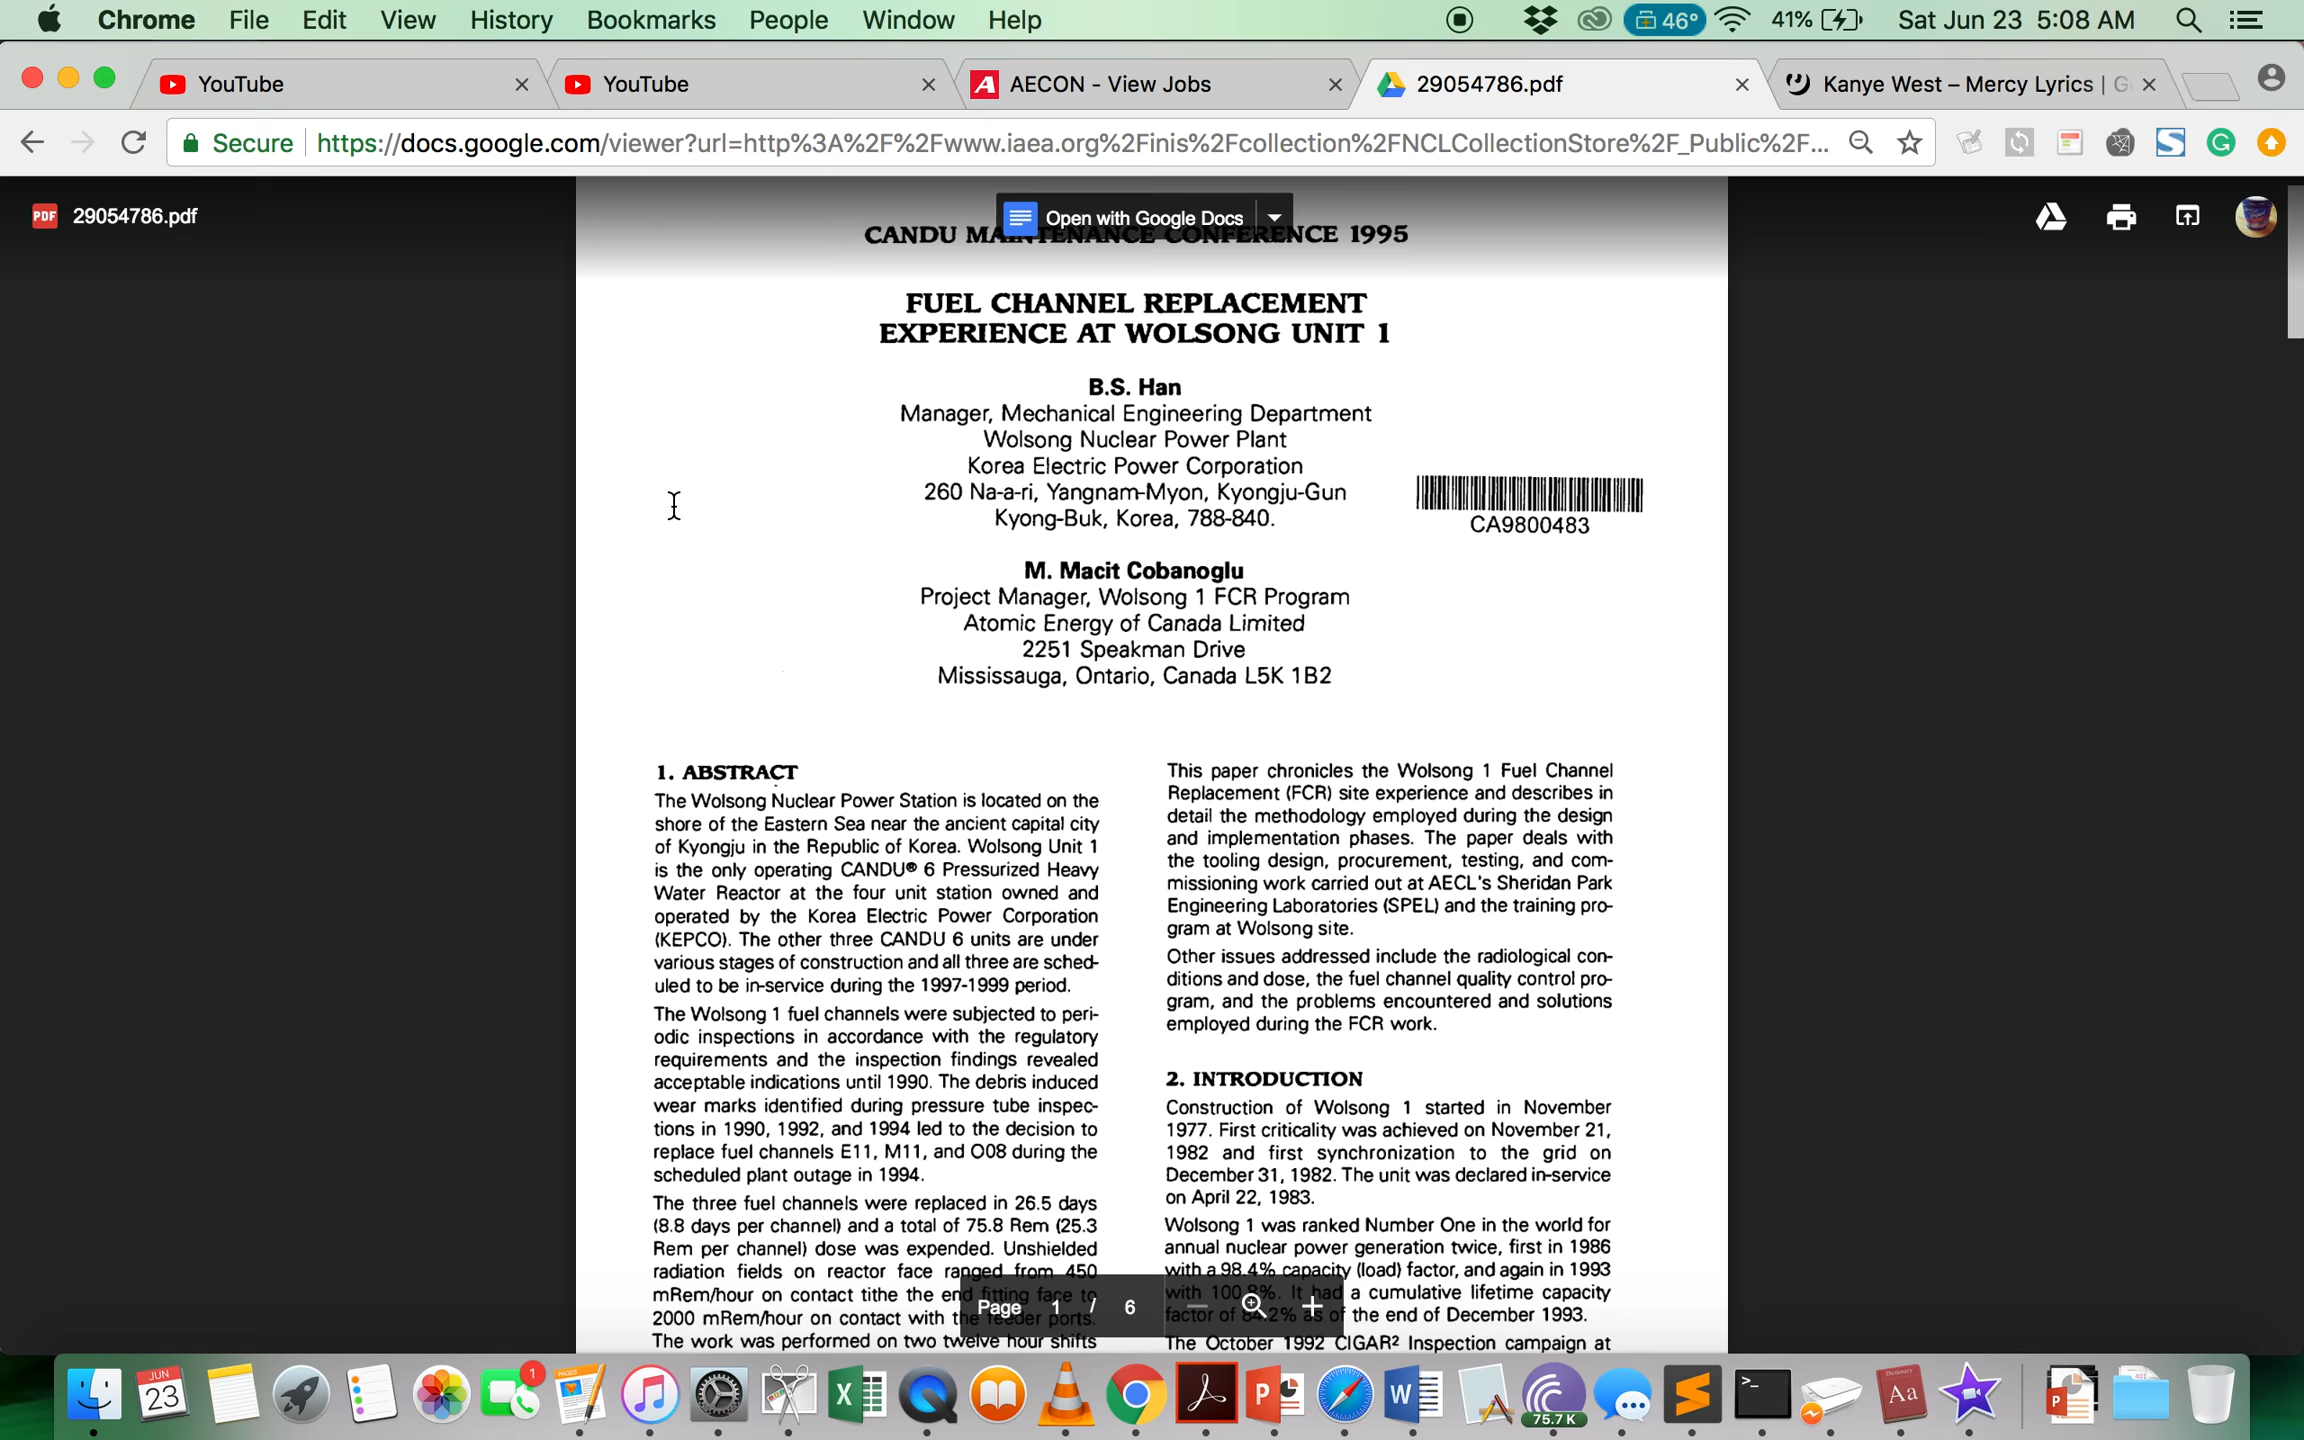 Chrome File Edit View History Bookmarks People Window Help 46° 41% Sat Jun 23 5:08 AM
YouTube YouTube AECON - View Jobs 29054786.pdf Kanye West – Mercy Lyrics | G
Secure https://docs.google.com/viewer?url=http%3A%2F%2Fwww.iaea.org%2Finis%2Fcollection%2FNCLCollectionStore%2F_Public%2F...
PDF 29054786.pdf
Open with Google Docs
CANDU MAINTENANCE CONFERENCE 1995
FUEL CHANNEL REPLACEMENT
EXPERIENCE AT WOLSONG UNIT 1
B.S. Han
Manager, Mechanical Engineering Department
Wolsong Nuclear Power Plant
Korea Electric Power Corporation
260 Na-a-ri, Yangnam-Myon, Kyongju-Gun
Kyong-Buk, Korea, 788-840.
CA9800483
M. Macit Cobanoglu
Project Manager, Wolsong 1 FCR Program
Atomic Energy of Canada Limited
2251 Speakman Drive
Mississauga, Ontario, Canada L5K 1B2
1. ABSTRACT
The Wolsong Nuclear Power Station is located on the
shore of the Eastern Sea near the ancient capital city
of Kyongju in the Republic of Korea. Wolsong Unit 1
is the only operating CANDU® 6 Pressurized Heavy
Water Reactor at the four unit station owned and
operated by the Korea Electric Power Corporation
(KEPCO). The other three CANDU 6 units are under
various stages of construction and all three are sched-
uled to be in-service during the 1997-1999 period.
The Wolsong 1 fuel channels were subjected to peri-
odic inspections in accordance with the regulatory
requirements and the inspection findings revealed
acceptable indications until 1990. The debris induced
wear marks identified during pressure tube inspec-
tions in 1990, 1992, and 1994 led to the decision to
replace fuel channels E11, M11, and O08 during the
scheduled plant outage in 1994.
The three fuel channels were replaced in 26.5 days
(8.8 days per channel) and a total of 75.8 Rem (25.3
Rem per channel) dose was expended. Unshielded
radiation fields on reactor face ranged from 450
mRem/hour on contact tithe the end fitting face to
2000 mRem/hour on contact with the feeder ports.
The work was performed on two twelve hour shifts
This paper chronicles the Wolsong 1 Fuel Channel
Replacement (FCR) site experience and describes in
detail the methodology employed during the design
and implementation phases. The paper deals with
the tooling design, procurement, testing, and com-
missioning work carried out at AECL's Sheridan Park
Engineering Laboratories (SPEL) and the training pro-
gram at Wolsong site.
Other issues addressed include the radiological con-
ditions and dose, the fuel channel quality control pro-
gram, and the problems encountered and solutions
employed during the FCR work.
2. INTRODUCTION
Construction of Wolsong 1 started in November
1977. First criticality was achieved on November 21,
1982 and first synchronization to the grid on
December 31, 1982. The unit was declared in-service
on April 22, 1983.
Wolsong 1 was ranked Number One in the world for
annual nuclear power generation twice, first in 1986
with a 98.4% capacity (load) factor, and again in 1993
with 100.8%. It had a cumulative lifetime capacity
factor of 84.2% as of the end of December 1993.
The October 1992 CIGAR² Inspection campaign at
Page 1 / 6
JUN
23
1
75.7 K
Aa
401